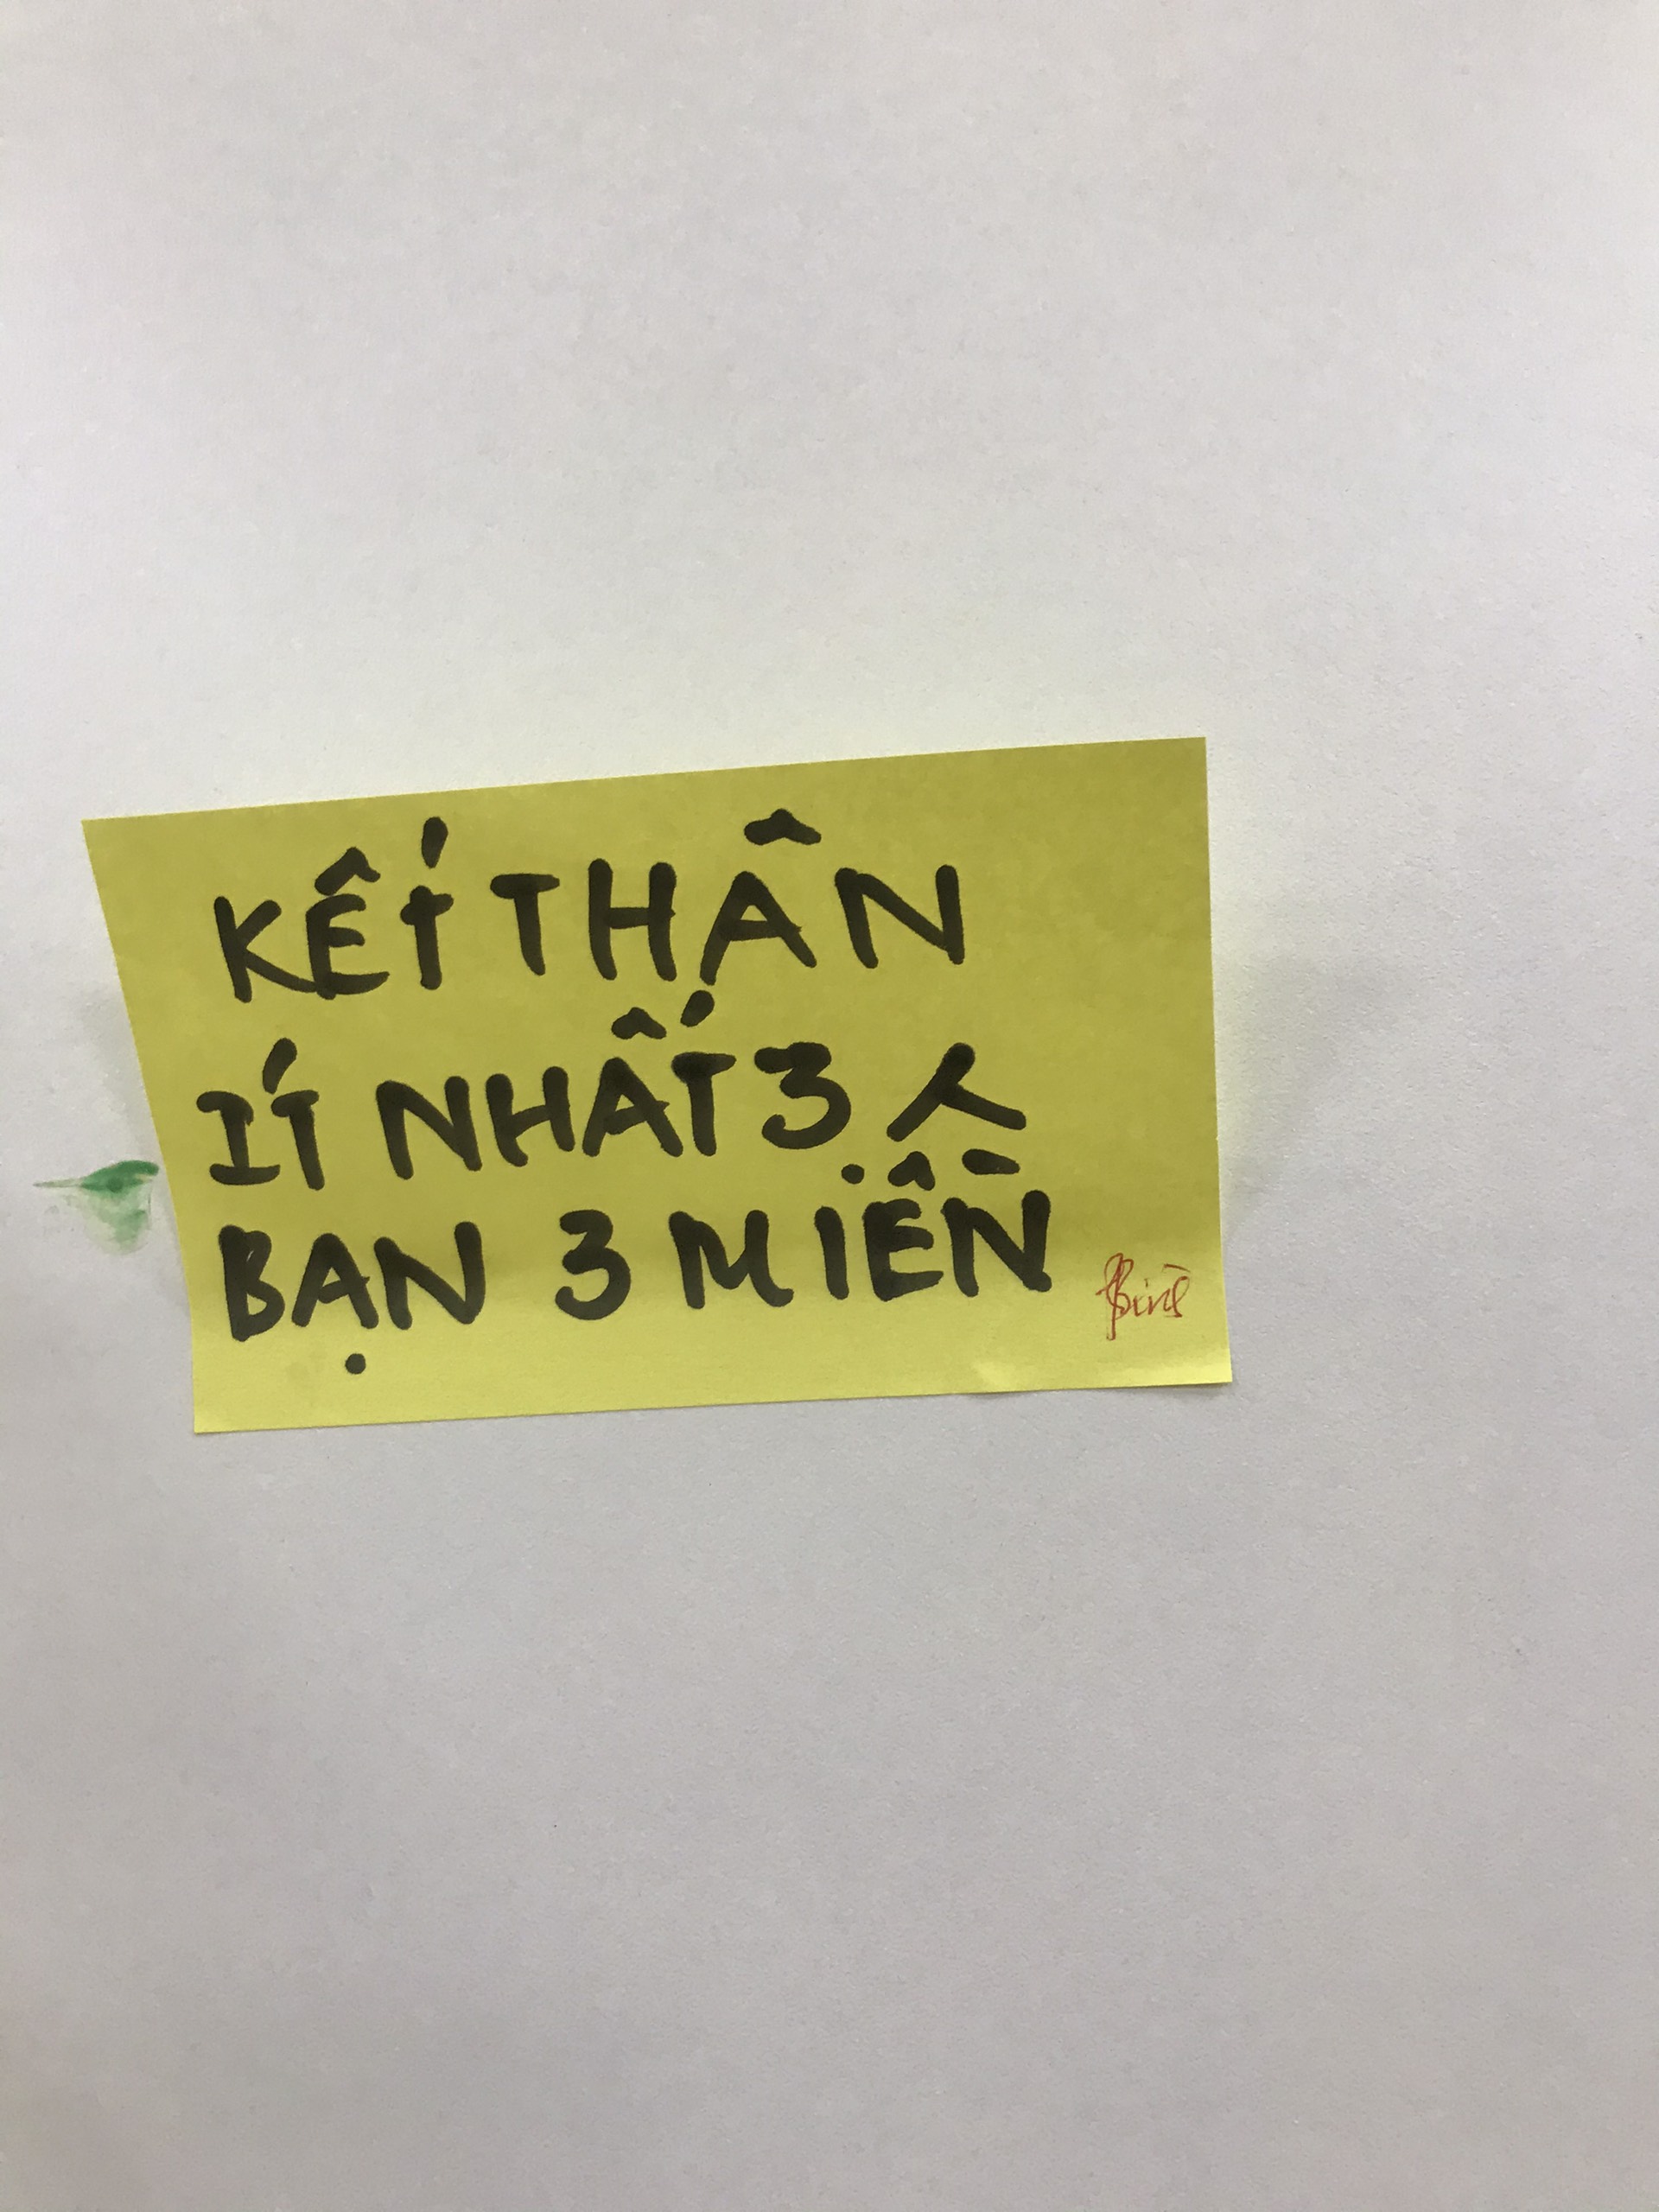 KẾT THÂN
ÍT NHẤT 3 人
BẠN 3 MIỀN